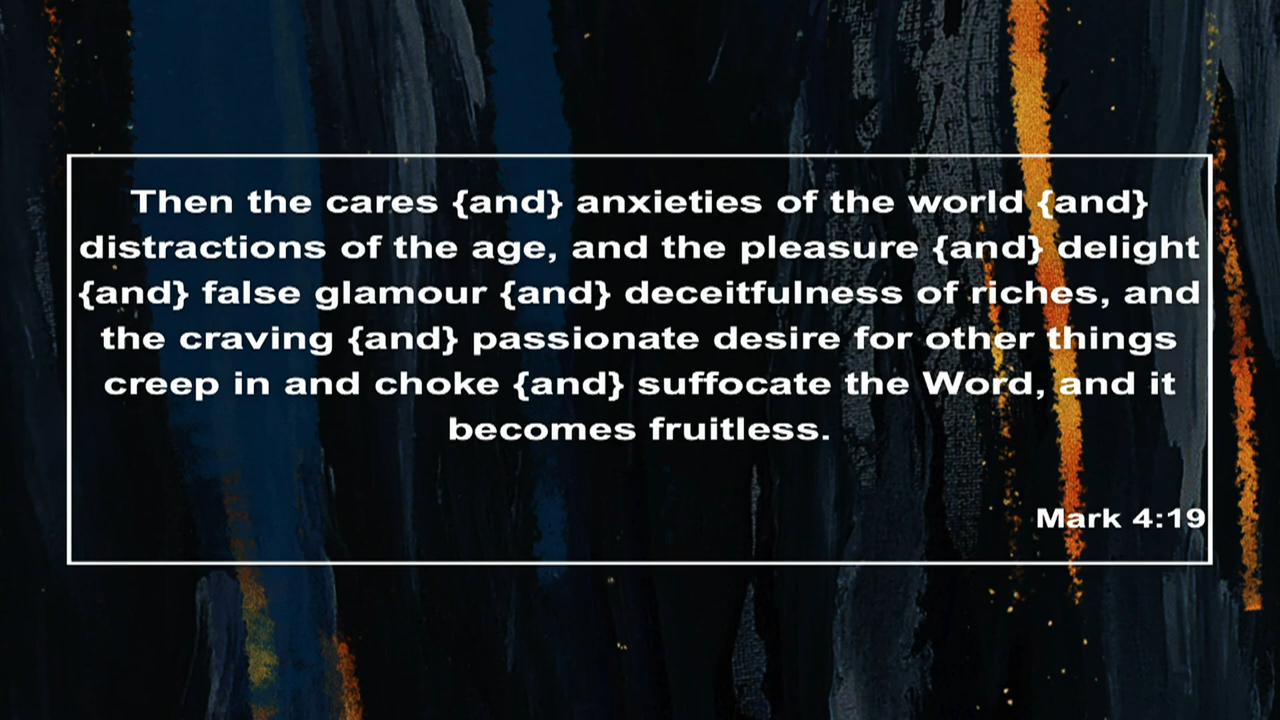 Then the cares {and} anxieties of the world {and}
distractions of the age, and the pleasure {and} delight
{and} false glamour {and} deceitfulness of riches, and
the craving {and} passionate desire for other things
creep in and choke {and} suffocate the Word, and it
becomes fruitless.
Mark 4:19